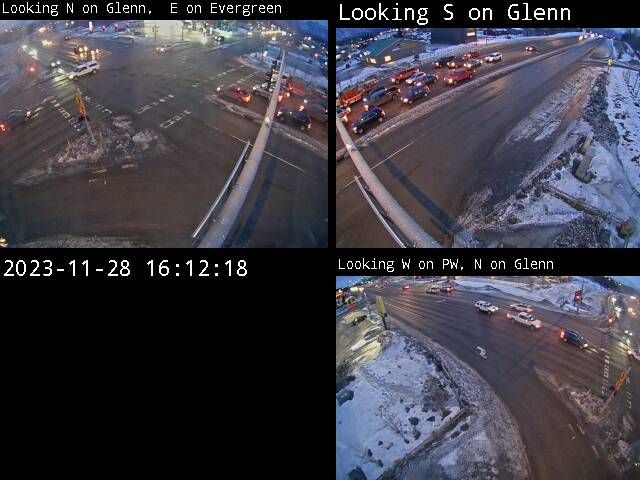 Looking N on Glenn, E on Evergreen
Looking S on Glenn
2023-11-28 16:12:18
Looking W on PW, N on Glenn